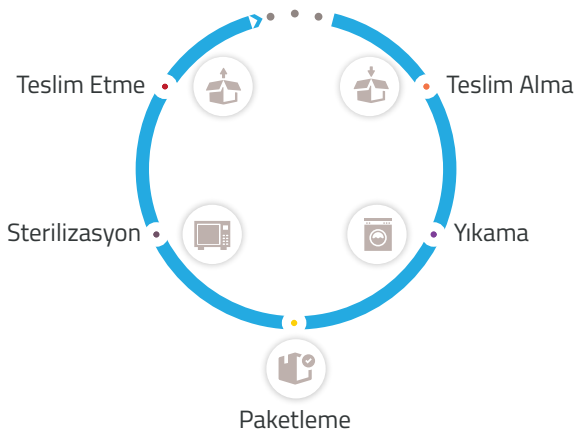 Teslim Etme
Teslim Alma
Sterilizasyon
Yıkama
Paketleme